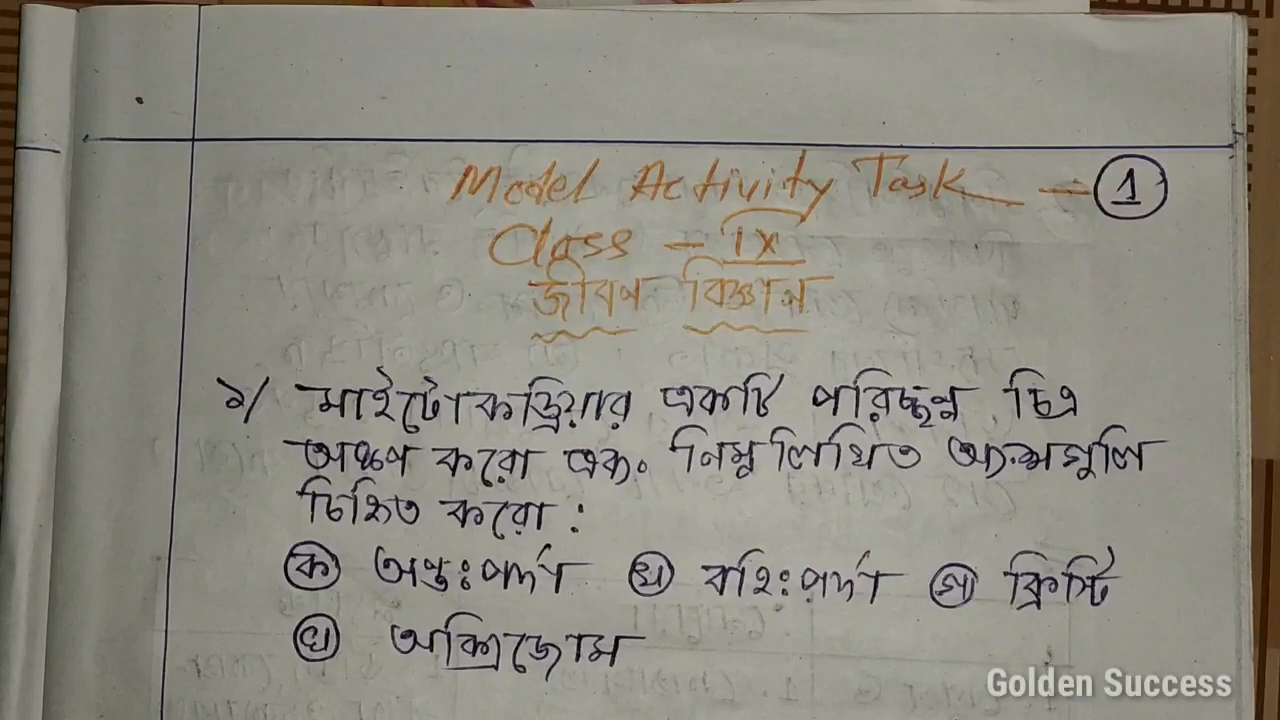 Model Activity Task - 1
Class - IX
জীবন বিজ্ঞান
১/ মাইটোকন্ড্রিয়ার একটি পরিচ্ছন্ন চিত্র
অঙ্কণ করো এবং নিম্নলিখিত অংশগুলি
চিহ্নিত করো :
ক অন্তঃপর্দা খ বহিঃপর্দা গ ক্রিস্টি
ঘ অক্সিজোম
Golden Success